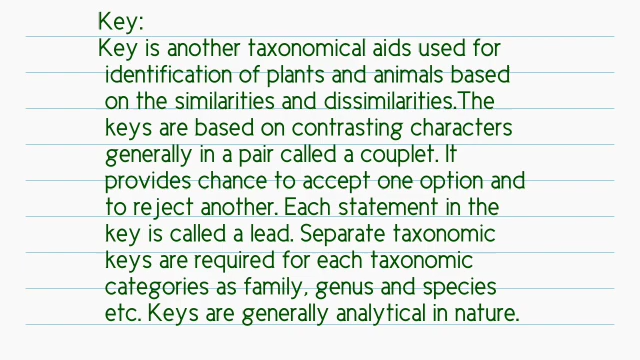 Key:
Key is another taxonomical aids used for
identification of plants and animals based
on the similarities and dissimilarities.The
keys are based on contrasting characters
generally in a pair called a couplet. It
provides chance to accept one option and
to reject another. Each statement in the
key is called a lead. Separate taxonomic
keys are required for each taxonomic
categories as family, genus and species
etc. Keys are generally analytical in nature.